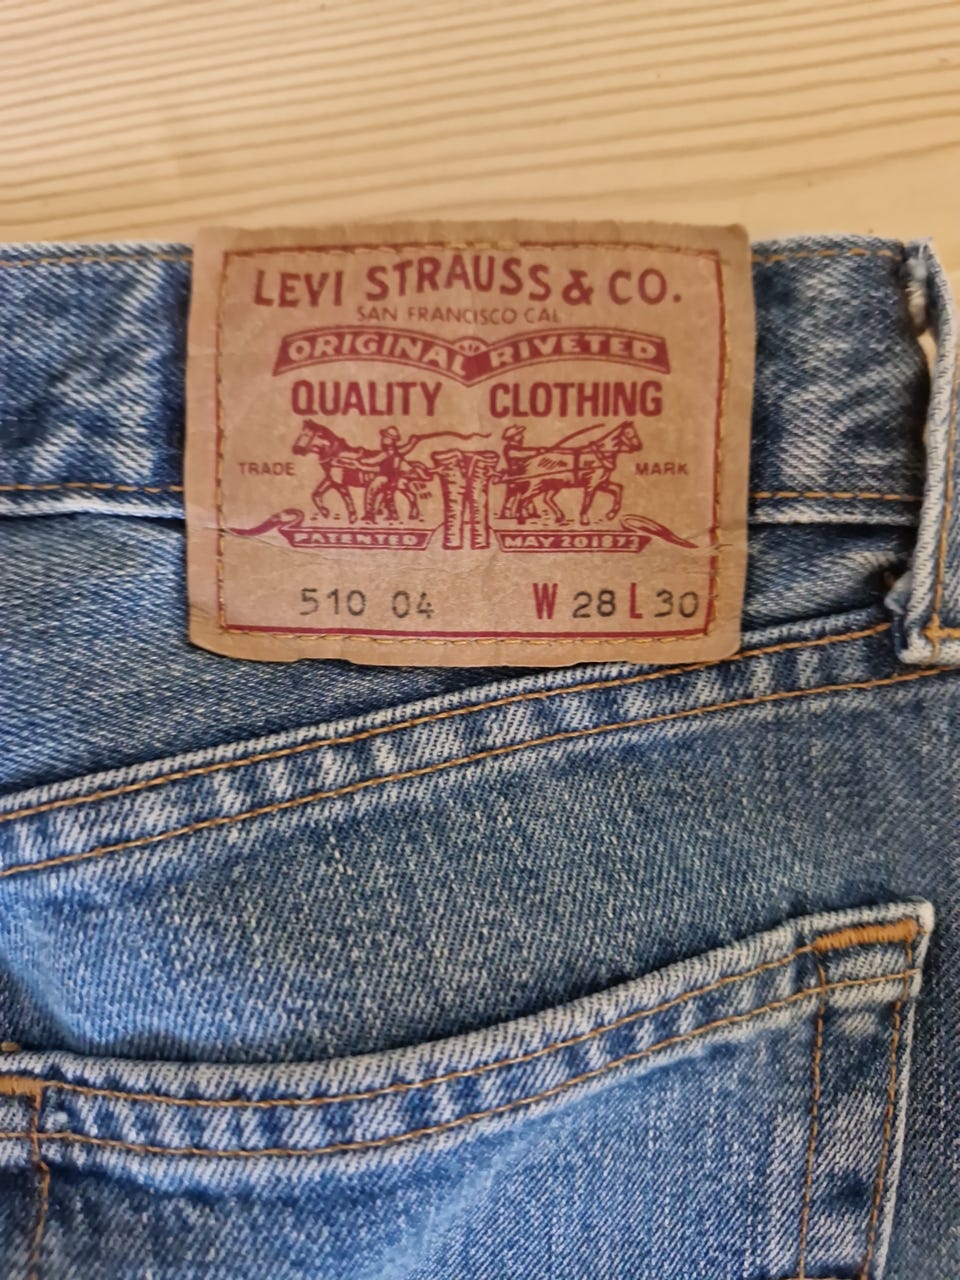 LEVI STRAUSS & CO.
SAN FRANCISCO CAL
ORIGINAL RIVETED
QUALITY CLOTHING
TRADE MARK
PATENTED MAY 20 1873
510 04 W 28 L 30